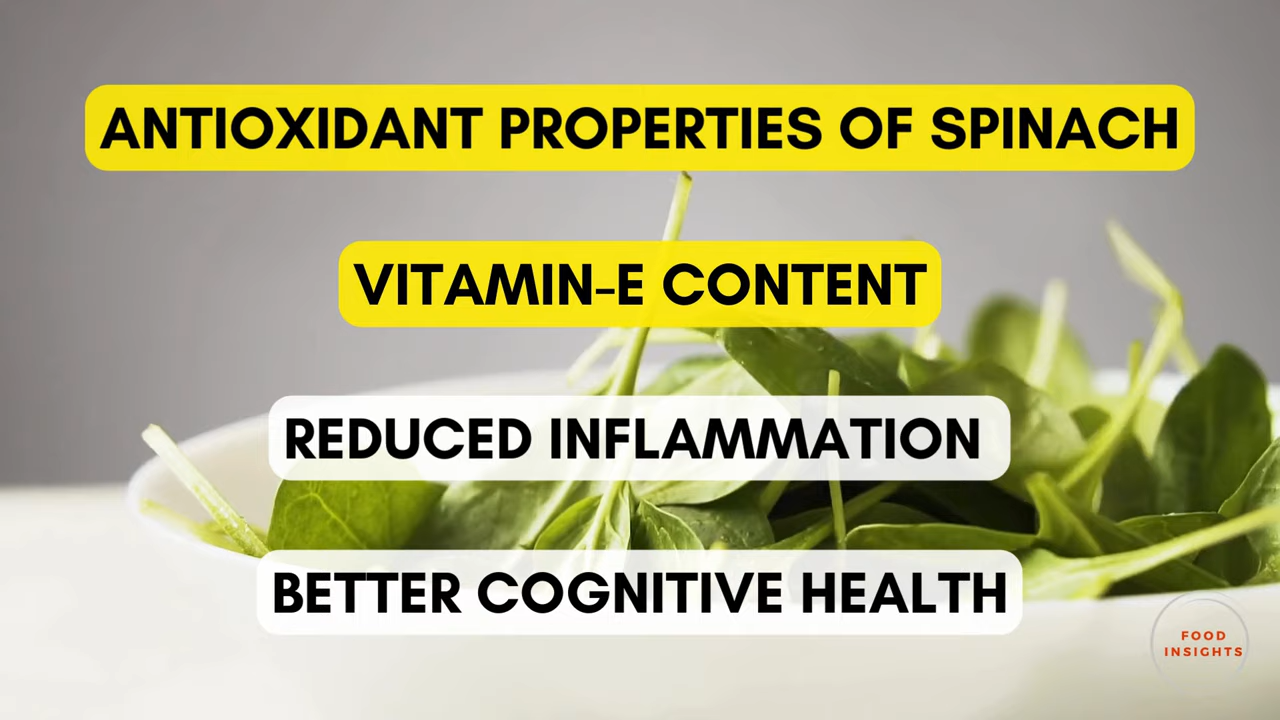 ANTIOXIDANT PROPERTIES OF SPINACH
VITAMIN-E CONTENT
REDUCED INFLAMMATION
BETTER COGNITIVE HEALTH
FOOD
INSIGHTS